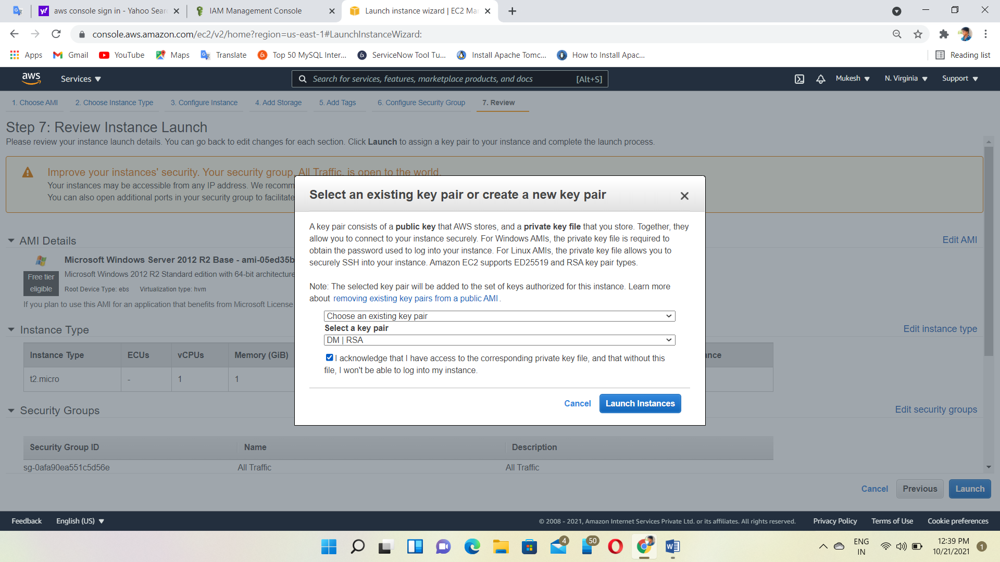 aws console sign in - Yahoo Sear
IAM Management Console
Launch instance wizard | EC2 Ma
console.aws.amazon.com/ec2/v2/home?region=us-east-1#LaunchInstanceWizard:
Apps
Gmail
YouTube
Maps
Translate
Top 50 MySQL Inter...
ServiceNow Tool Tu...
Install Apache Tomc...
How to Install Apac...
Reading list
aws
Services
Search for services, features, marketplace products, and docs [Alt+S]
Mukesh
N. Virginia
Support
1. Choose AMI
2. Choose Instance Type
3. Configure Instance
4. Add Storage
5. Add Tags
6. Configure Security Group
7. Review
Step 7: Review Instance Launch
Please review your instance launch details. You can go back to edit changes for each section. Click Launch to assign a key pair to your instance and complete the launch process.
Improve your instances' security. Your security group, All Traffic, is open to the world.
Your instances may be accessible from any IP address. We recomm
You can also open additional ports in your security group to facilitate
Select an existing key pair or create a new key pair
A key pair consists of a public key that AWS stores, and a private key file that you store. Together, they
allow you to connect to your instance securely. For Windows AMIs, the private key file is required to
obtain the password used to log into your instance. For Linux AMIs, the private key file allows you to
securely SSH into your instance. Amazon EC2 supports ED25519 and RSA key pair types.
Note: The selected key pair will be added to the set of keys authorized for this instance. Learn more
about removing existing key pairs from a public AMI.
Choose an existing key pair
Select a key pair
DM | RSA
I acknowledge that I have access to the corresponding private key file, and that without this
file, I won't be able to log into my instance.
Cancel
Launch Instances
AMI Details
Edit AMI
Microsoft Windows Server 2012 R2 Base - ami-05ed35b
Free tier
eligible
Microsoft Windows 2012 R2 Standard edition with 64-bit architecture
Root Device Type: ebs Virtualization type: hvm
If you plan to use this AMI for an application that benefits from Microsoft License
Instance Type
Edit instance type
Instance Type ECUs vCPUs Memory (GiB) nce
t2.micro - 1 1
Security Groups
Edit security groups
Security Group ID Name Description
sg-0afa90ea551c5d56e All Traffic All Traffic
Cancel
Previous
Launch
Feedback
English (US)
© 2008 - 2021, Amazon Internet Services Private Ltd. or its affiliates. All rights reserved.
Privacy Policy
Terms of Use
Cookie preferences
4
50
ENG
IN
12:39 PM
10/21/2021
1